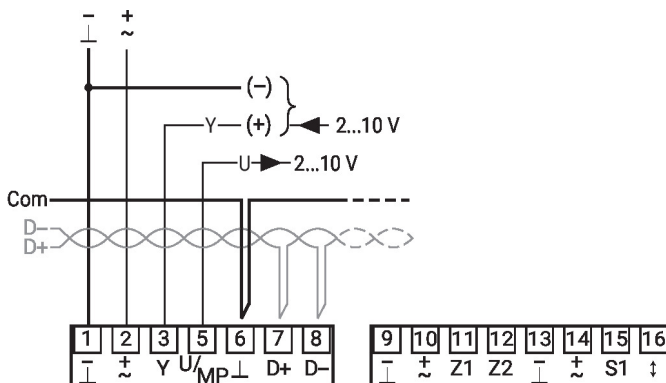 – +
⊥ ~
(–)
Y (+) 2...10 V
U 2...10 V
Com
D–
D+
1 2 3 5 6 7 8 9 10 11 12 13 14 15 16
– + Y U/MP ⊥ D+ D– – + Z1 Z2 – + S1 ↕
⊥ ~ ⊥ ~ ⊥ ~